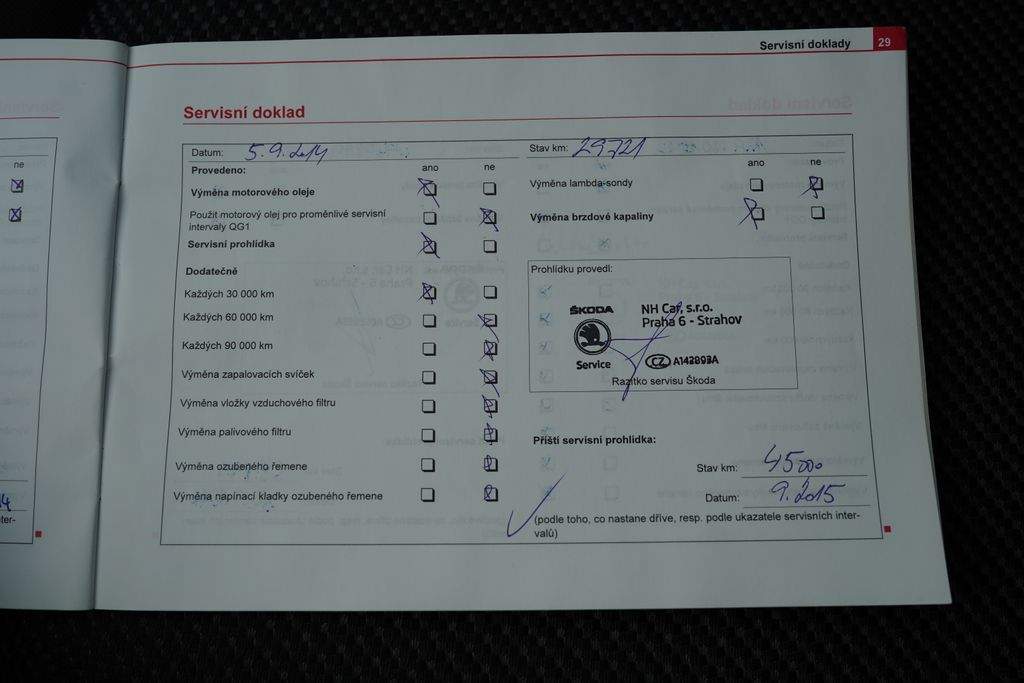 Servisní doklady 29
Servisní doklad
Datum: 5.9.2014 Stav km: 29721
Provedeno: ano ne ano ne
Výměna motorového oleje
Výměna lambda-sondy
Použit motorový olej pro proměnlivé servisní
intervaly QG1
Výměna brzdové kapaliny
Servisní prohlídka
Dodatečně
Každých 30 000 km
Každých 60 000 km
Každých 90 000 km
Výměna zapalovacích svíček
Výměna vložky vzduchového filtru
Výměna palivového filtru
Výměna ozubeného řemene
Výměna napínací kladky ozubeného řemene
Prohlídku provedl:
ŠKODA
Service
NH Car, s.r.o.
Praha 6 - Strahov
CZ A142893A
Razítko servisu Škoda
Příští servisní prohlídka:
Stav km: 45000
Datum: 9.2015
(podle toho, co nastane dříve, resp. podle ukazatele servisních inter-
valů)
ne
14
ter-